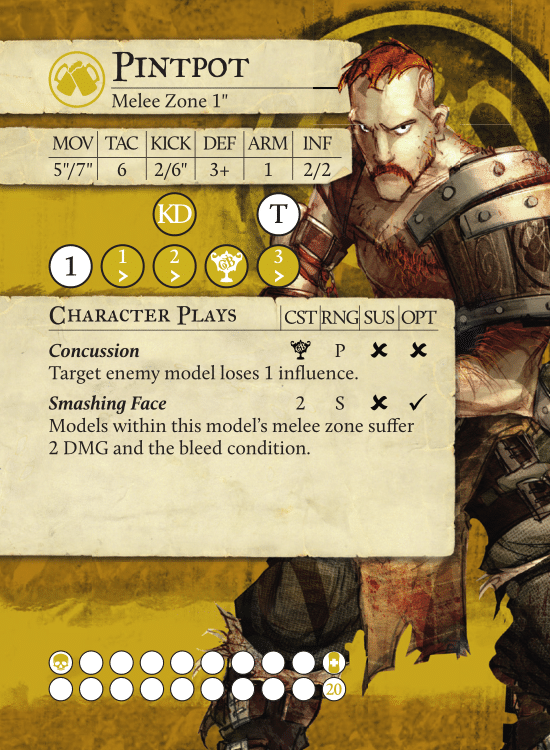 PINTPOT
Melee Zone 1"
MOV TAC KICK DEF ARM INF
5"/7" 6 2/6" 3+ 1 2/2
KD T
1 1 > 2 > GB 3 >
CHARACTER PLAYS CST RNG SUS OPT
Concussion GB P ✘ ✘
Target enemy model loses 1 influence.
Smashing Face 2 S ✘ ✓
Models within this model's melee zone suffer
2 DMG and the bleed condition.
20